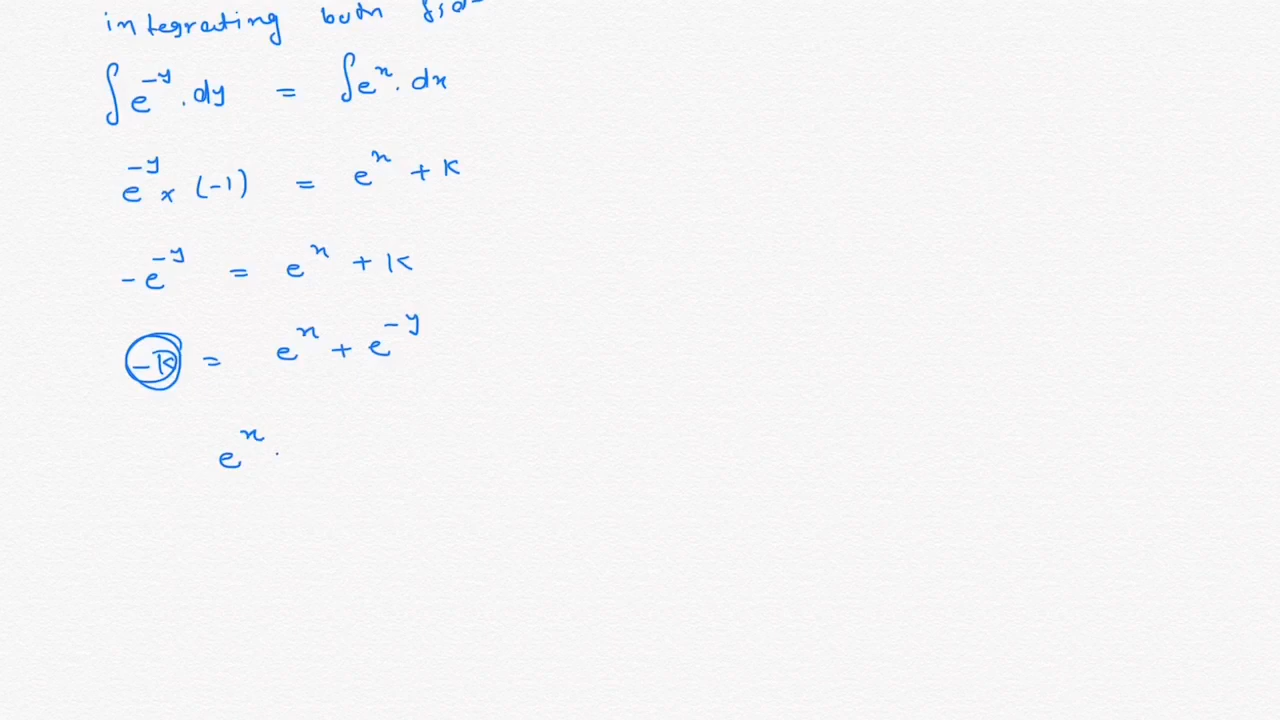 integrating both
∫ e^{-y} . dy = ∫ e^x . dx
e^{-y} × (-1) = e^x + K
-e^{-y} = e^x + K
-K = e^x + e^{-y}
e^x